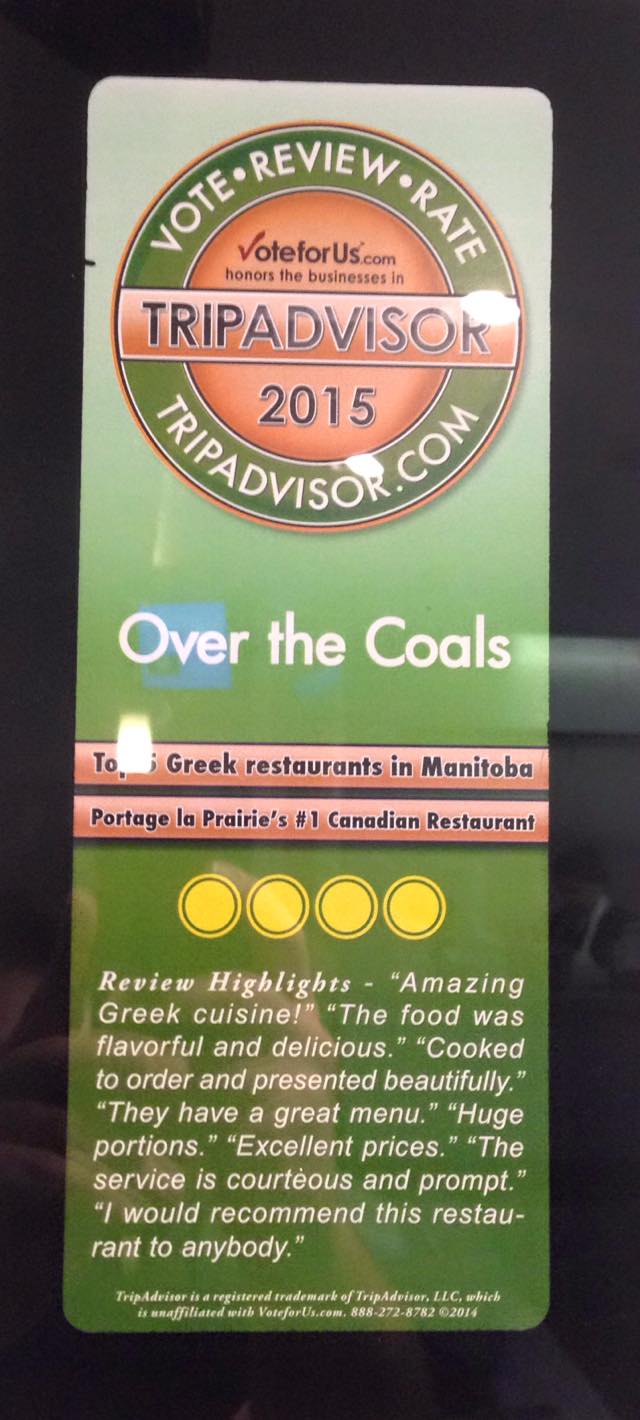 VOTE•REVIEW•RATE
VoteforUs.com
honors the businesses in
TRIPADVISOR
2015
TRIPADVISOR.COM
Over the Coals
Top 5 Greek restaurants in Manitoba
Portage la Prairie's #1 Canadian Restaurant
Review Highlights - “Amazing
Greek cuisine!” “The food was
flavorful and delicious.” “Cooked
to order and presented beautifully.”
“They have a great menu.” “Huge
portions.” “Excellent prices.” “The
service is courteous and prompt.”
“I would recommend this restau-
rant to anybody.”
TripAdvisor is a registered trademark of TripAdvisor, LLC, which
is unaffiliated with VoteforUs.com. 888-272-8782 ©2014